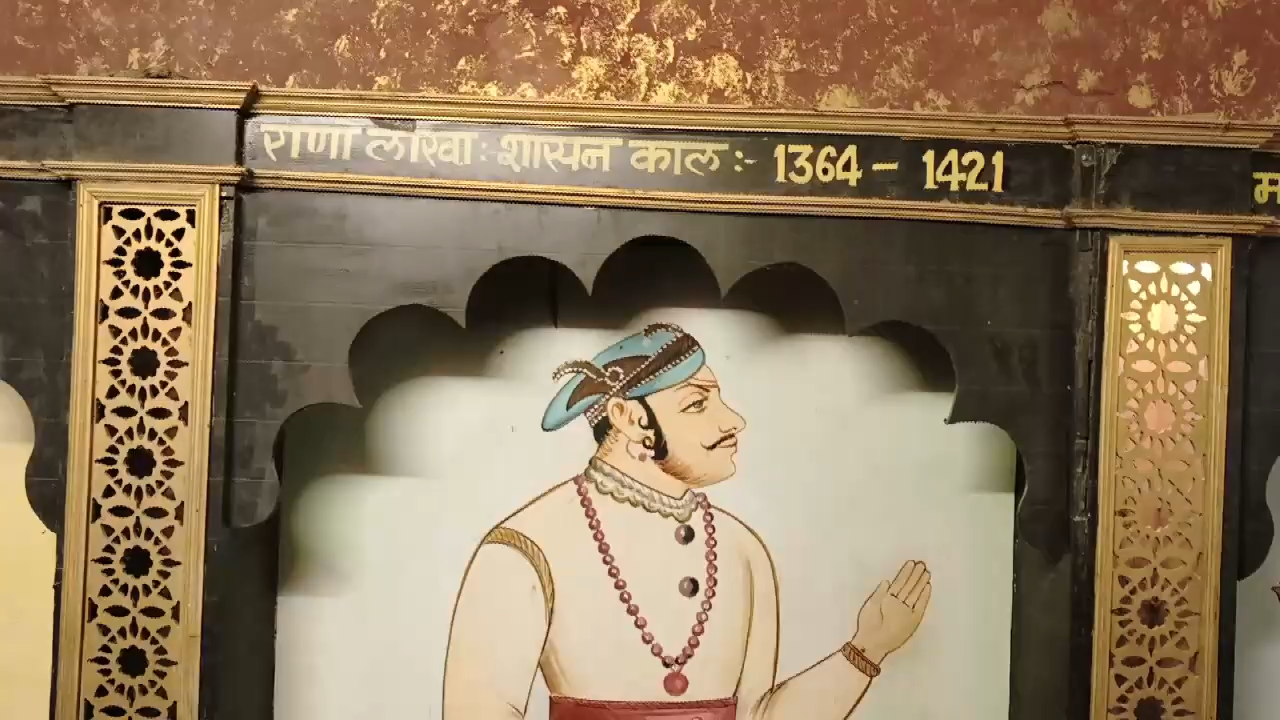 राणा लाखा : शासन काल :- 1364 - 1421
म